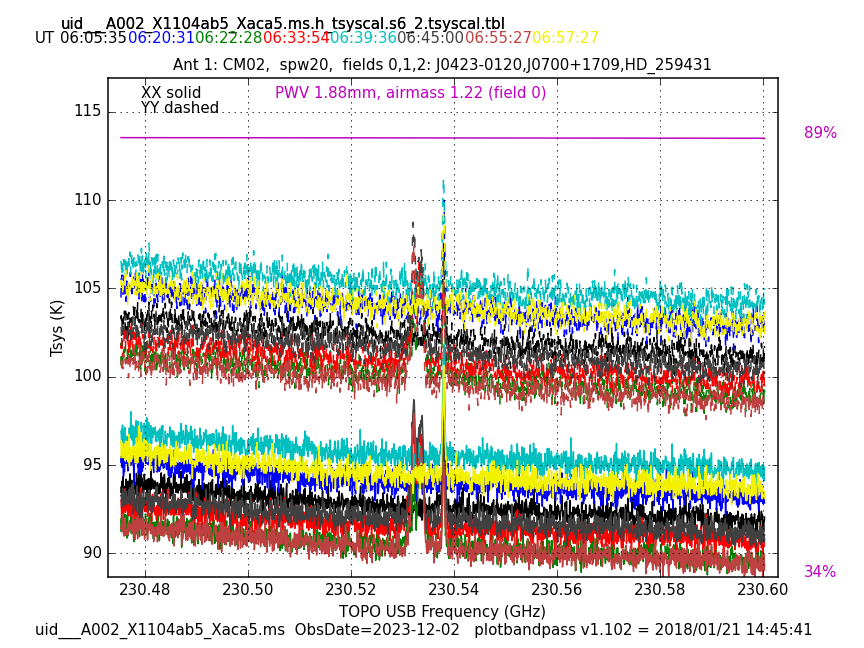 uid___A002_X1104ab5_Xaca5.ms.h_tsyscal.s6_2.tsyscal.tbl
UT 06:05:35 06:20:31 06:22:28 06:33:54 06:39:36 06:45:00 06:55:27 06:57:27
Ant 1: CM02,  spw20,  fields 0,1,2: J0423-0120,J0700+1709,HD_259431
XX solid
PWV 1.88mm, airmass 1.22 (field 0)
YY dashed
115
89%
110
105
Tsys (K)
100
95
90
34%
230.48 230.50 230.52 230.54 230.56 230.58 230.60
TOPO USB Frequency (GHz)
uid___A002_X1104ab5_Xaca5.ms  ObsDate=2023-12-02   plotbandpass v1.102 = 2018/01/21 14:45:41